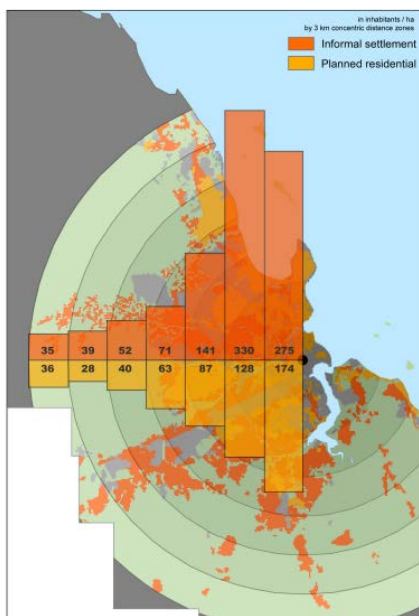 in inhabitants / ha
by 3 km concentric distance zones
Informal settlement
Planned residential
35 39 52 71 141 330 275
36 28 40 63 87 128 174